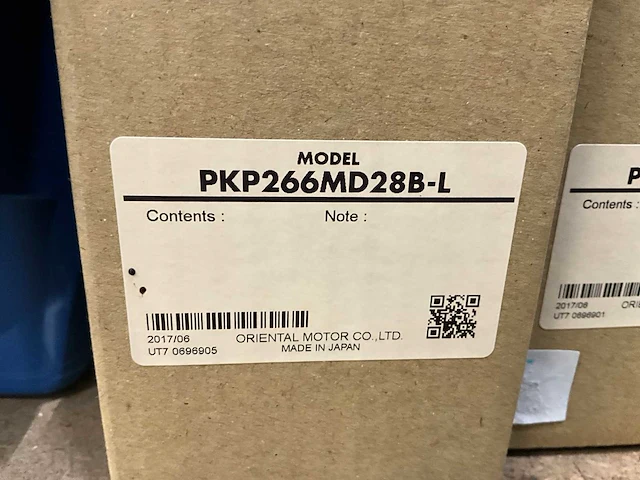 MODEL
PKP266MD28B-L
Contents :
Note :
2017/06
UT7 0696905
ORIENTAL MOTOR CO.,LTD.
MADE IN JAPAN
P
Contents :
2017/06
UT7 0696901
ORIE